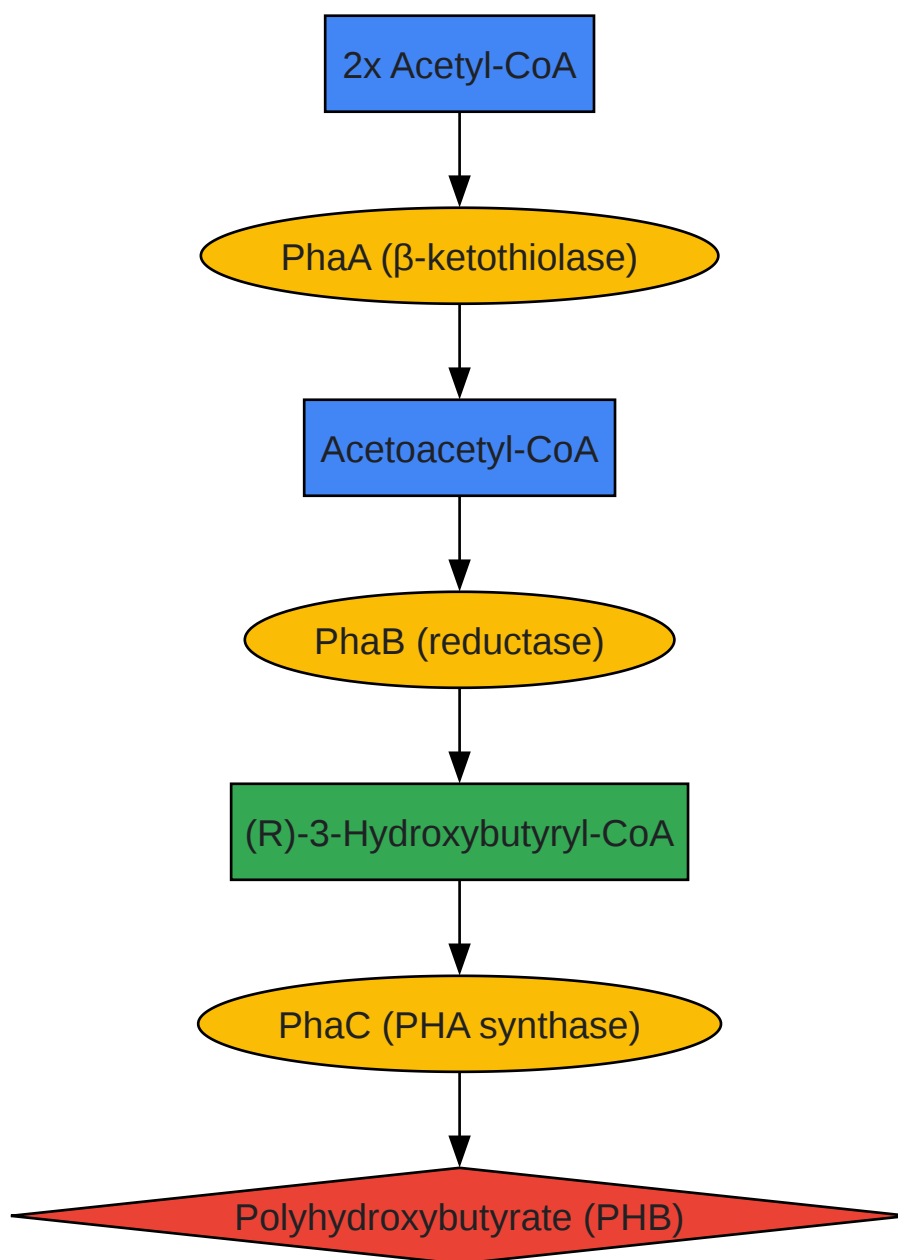 2x Acetyl-CoA
PhaA (β-ketothiolase)
Acetoacetyl-CoA
PhaB (reductase)
(R)-3-Hydroxybutyryl-CoA
PhaC (PHA synthase)
Polyhydroxybutyrate (PHB)